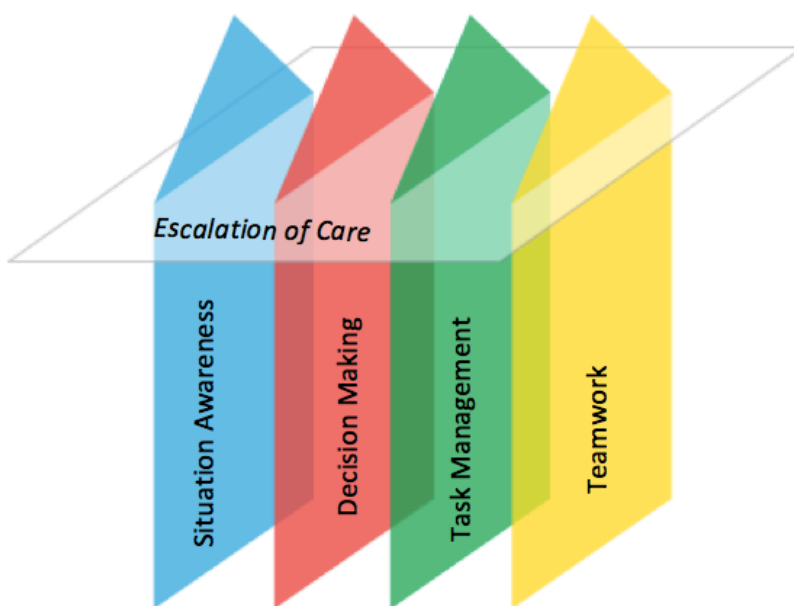 Escalation of Care
Situation Awareness
Decision Making
Task Management
Teamwork